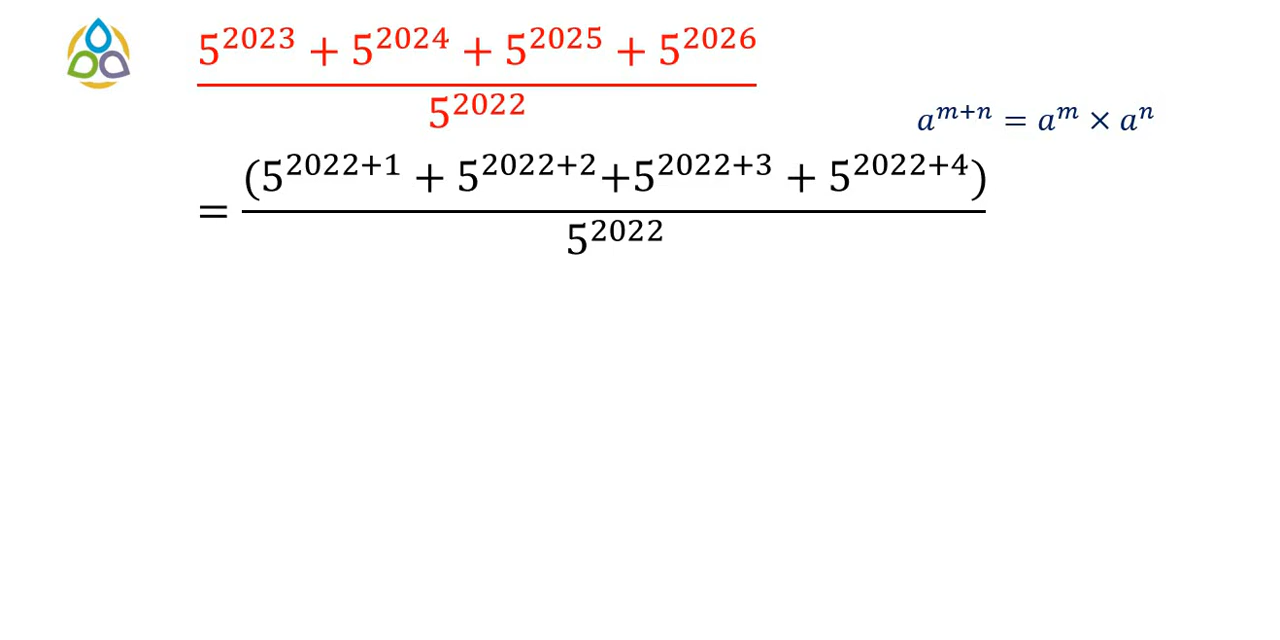 5^2023 + 5^2024 + 5^2025 + 5^2026
5^2022
a^m+n = a^m × a^n
= (5^2022+1 + 5^2022+2+5^2022+3 + 5^2022+4)
5^2022